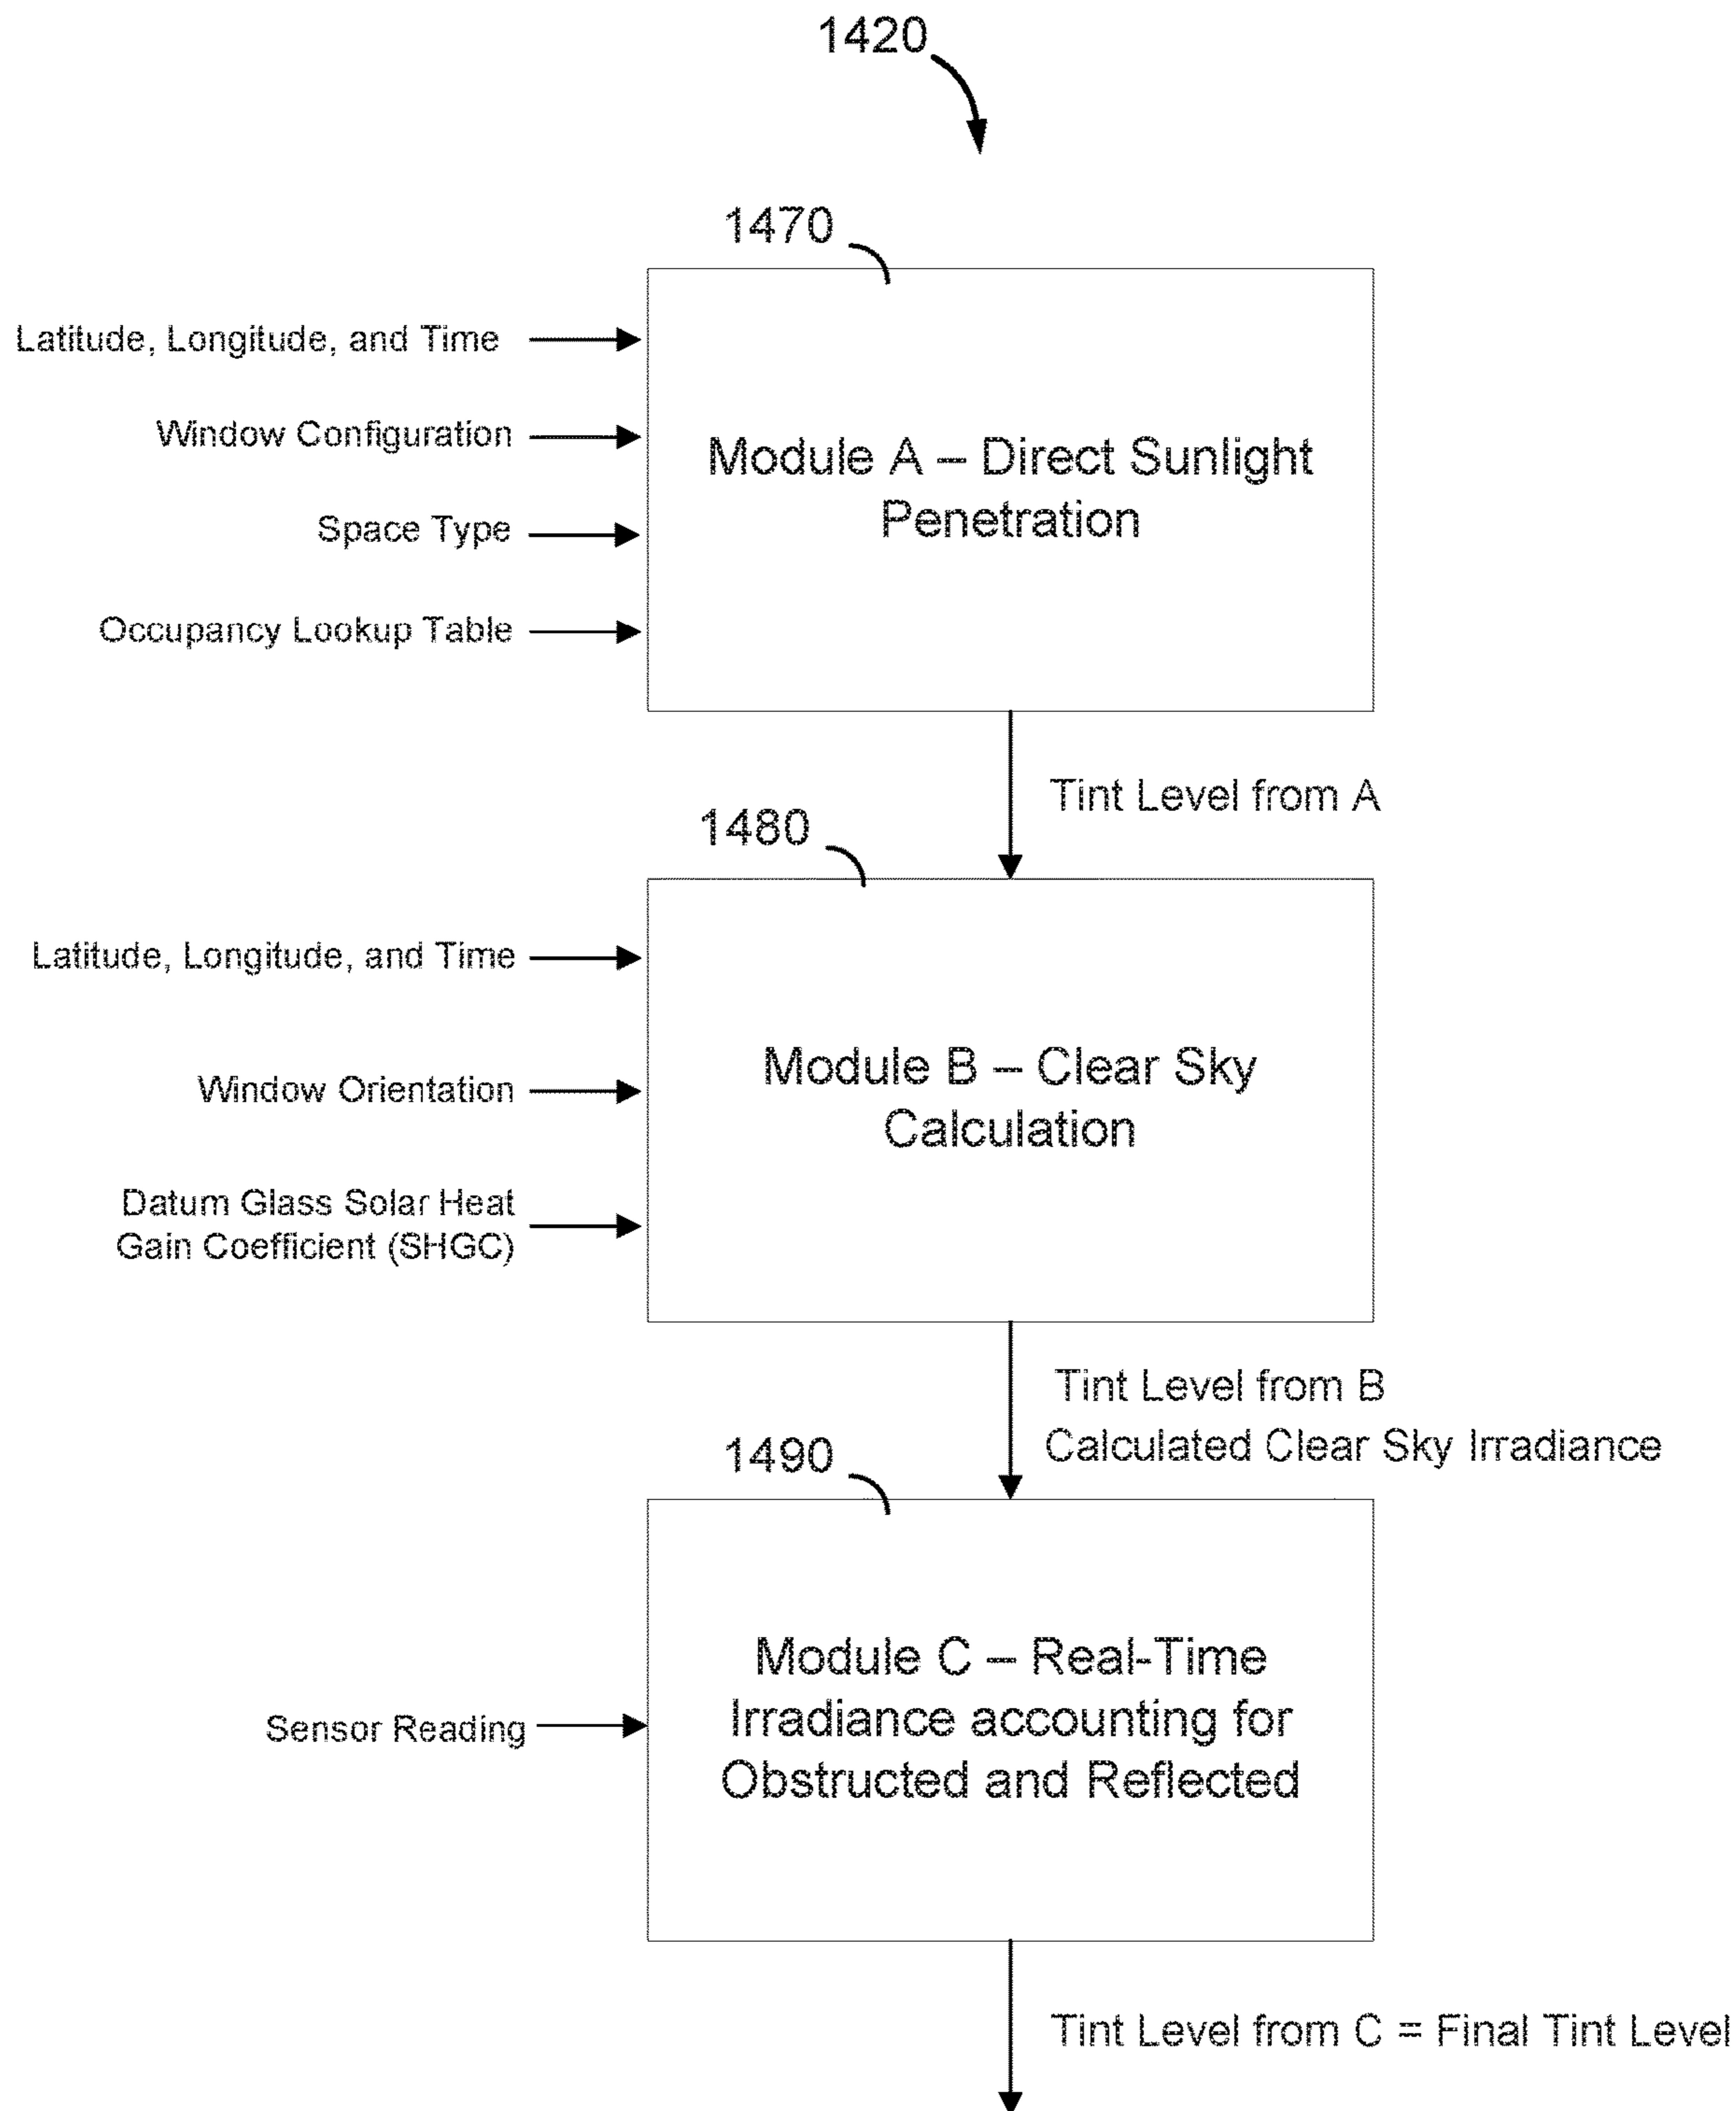 1420
1470
Latitude, Longitude, and Time
Window Configuration
Module A – Direct Sunlight
Penetration
Space Type
Occupancy Lookup Table
Tint Level from A
1480
Latitude, Longitude, and Time
Window Orientation
Module B – Clear Sky
Calculation
Datum Glass Solar Heat
Gain Coefficient (SHGC)
Tint Level from B
Calculated Clear Sky Irradiance
1490
Module C – Real-Time
Irradiance accounting for
Obstructed and Reflected
Sensor Reading
Tint Level from C = Final Tint Level